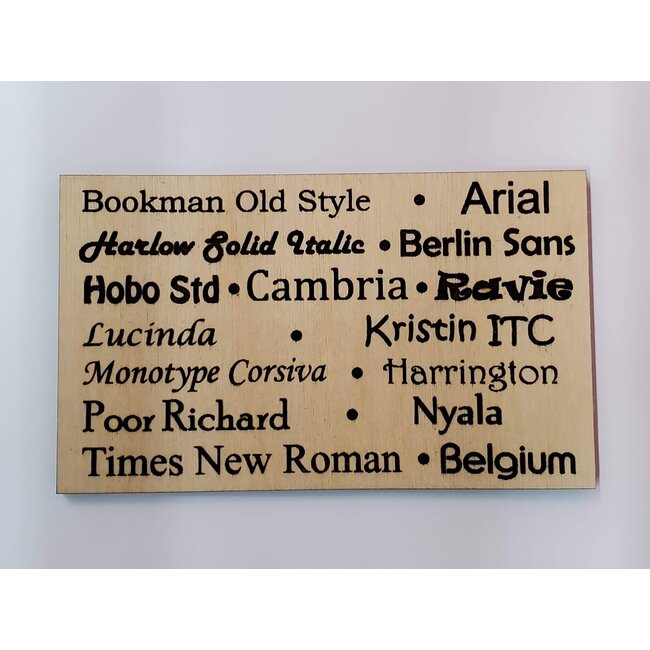 Bookman Old Style • Arial
Harlow Solid Italic • Berlin Sans
Hobo Std • Cambria • Ravie
Lucinda • Kristin ITC
Monotype Corsiva • Harrington
Poor Richard • Nyala
Times New Roman • Belgium